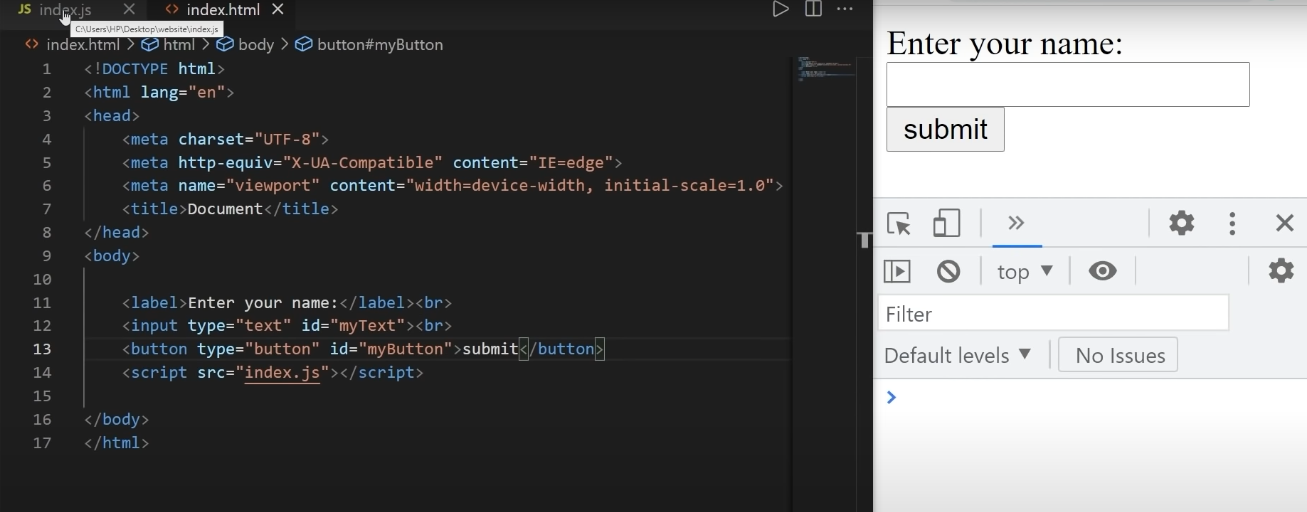 JS index.js index.html
C:\Users\HP\Desktop\website\index.js
index.html > html > body > button#myButton
1 <!DOCTYPE html>
2 <html lang="en">
3 <head>
4 <meta charset="UTF-8">
5 <meta http-equiv="X-UA-Compatible" content="IE=edge">
6 <meta name="viewport" content="width=device-width, initial-scale=1.0">
7 <title>Document</title>
8 </head>
9 <body>
10
11 <label>Enter your name:</label><br>
12 <input type="text" id="myText"><br>
13 <button type="button" id="myButton">submit</button>
14 <script src="index.js"></script>
15
16 </body>
17 </html>
Enter your name:
submit
top
Filter
Default levels
No Issues